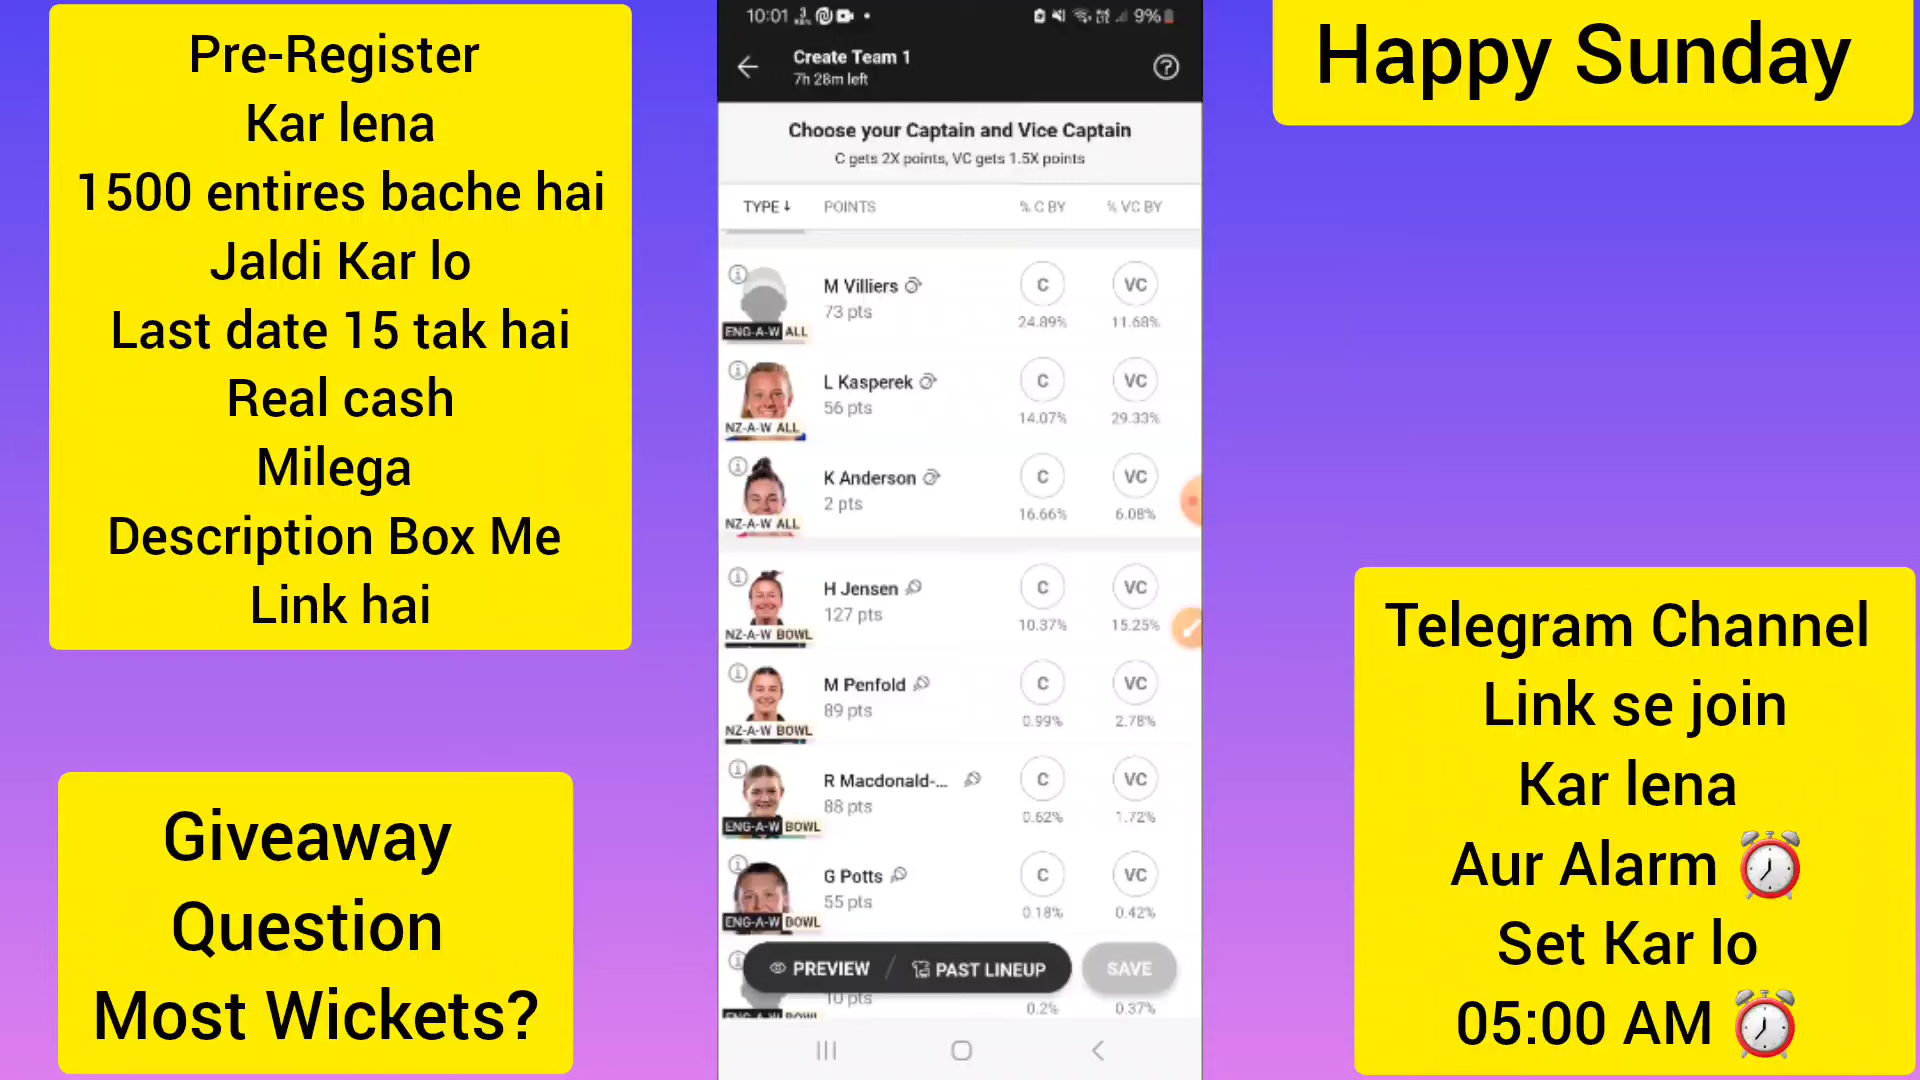 Pre-Register
Kar lena
1500 entires bache hai
Jaldi Kar lo
Last date 15 tak hai
Real cash
Milega
Description Box Me
Link hai
Giveaway
Question
Most Wickets?
10:01
9%
Create Team 1
7h 28m left
Choose your Captain and Vice Captain
C gets 2X points, VC gets 1.5X points
TYPE POINTS % C BY % VC BY
M Villiers C VC
73 pts 24.89% 11.68%
ENG-A-W ALL
L Kasperek C VC
56 pts 14.07% 29.33%
NZ-A-W ALL
K Anderson C VC
2 pts 16.66% 6.08%
NZ-A-W ALL
H Jensen C VC
127 pts 10.37% 15.25%
NZ-A-W BOWL
M Penfold C VC
89 pts 0.99% 2.78%
NZ-A-W BOWL
R Macdonald-... C VC
88 pts 0.62% 1.72%
ENG-A-W BOWL
G Potts C VC
55 pts 0.18% 0.42%
ENG-A-W BOWL
PREVIEW / PAST LINEUP SAVE
10 pts 0.2% 0.37%
ENG-A-W BOWL
Happy Sunday
Telegram Channel
Link se join
Kar lena
Aur Alarm
Set Kar lo
05:00 AM